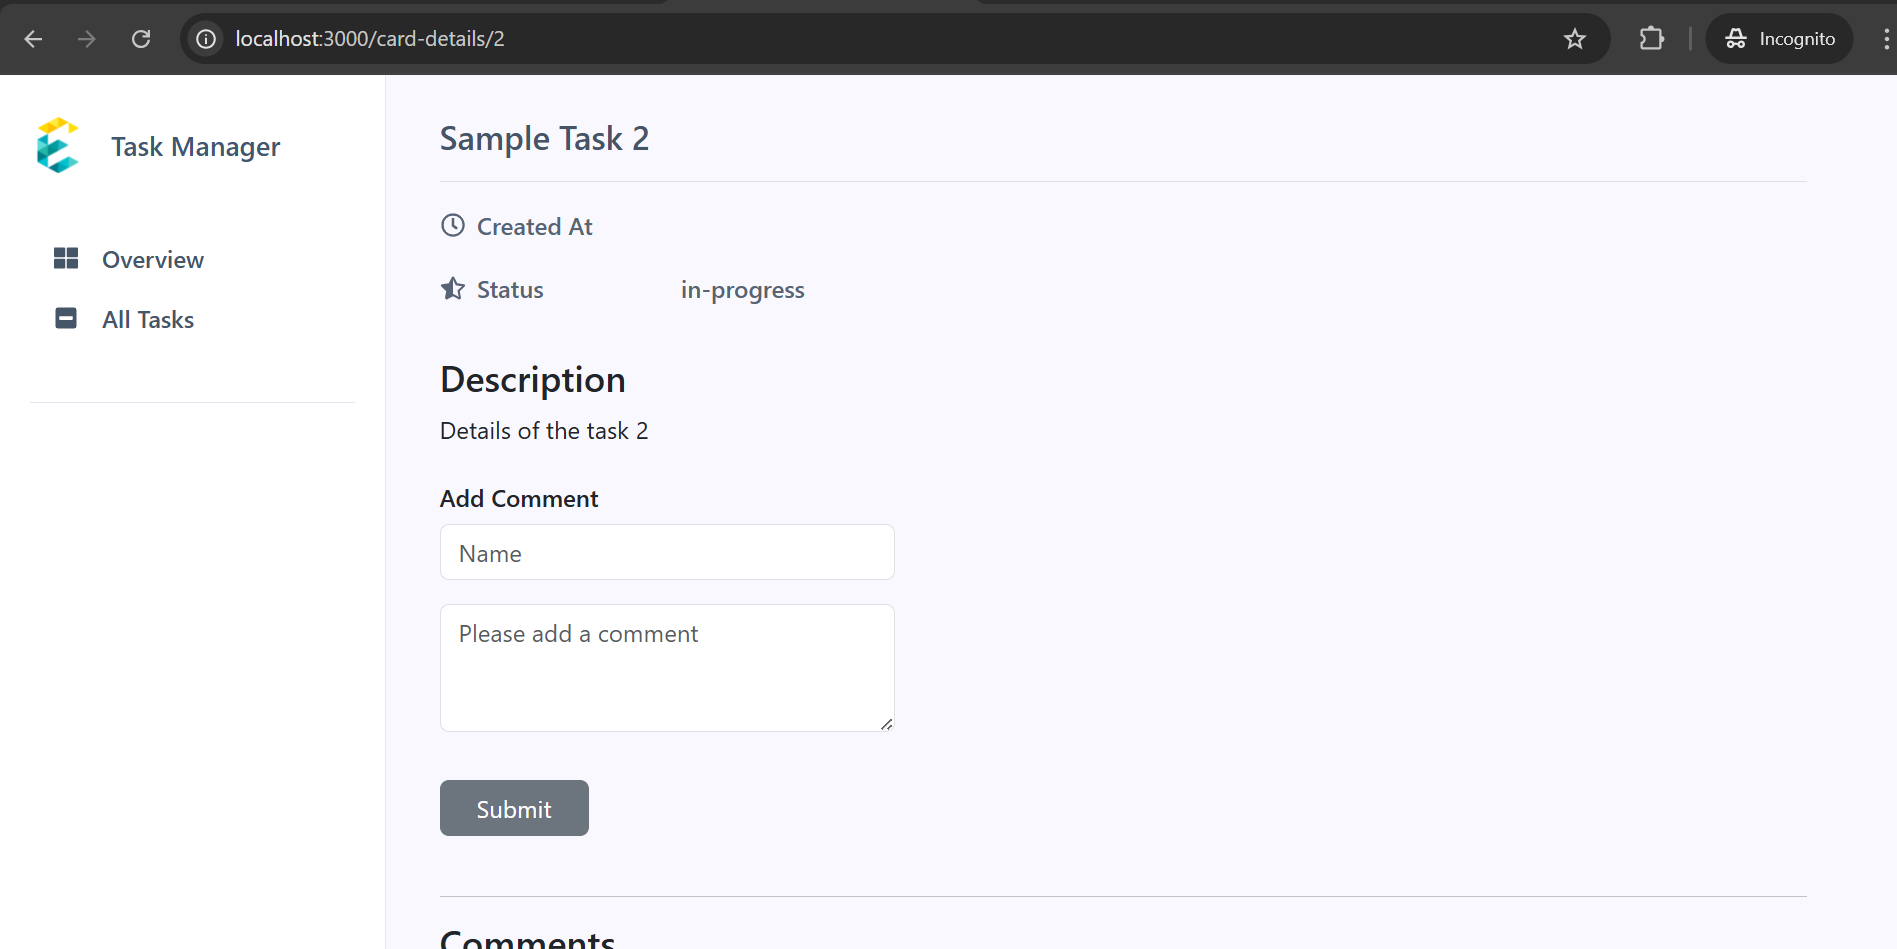 localhost:3000/card-details/2
Incognito
Task Manager
Overview
All Tasks
Sample Task 2
Created At
Status in-progress
Description
Details of the task 2
Add Comment
Name
Please add a comment
Submit
Comments